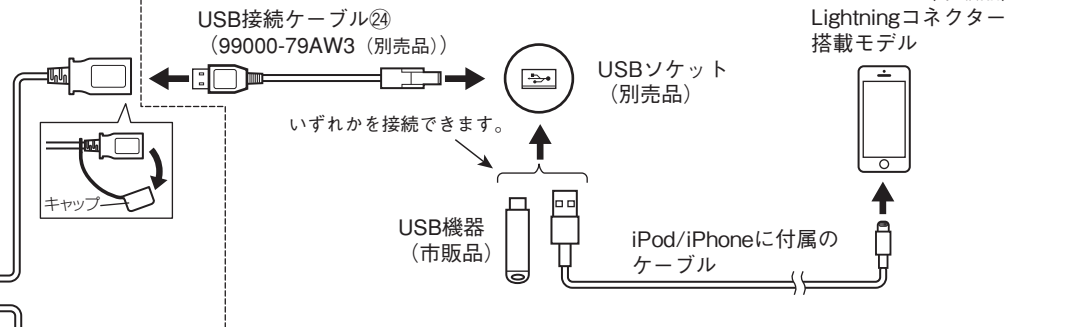 USB接続ケーブル㉔
（99000-79AW3（別売品））
Lightningコネクター
搭載モデル
USBソケット
（別売品）
いずれかを接続できます。
キャップ
USB機器
（市販品）
iPod/iPhoneに付属の
ケーブル